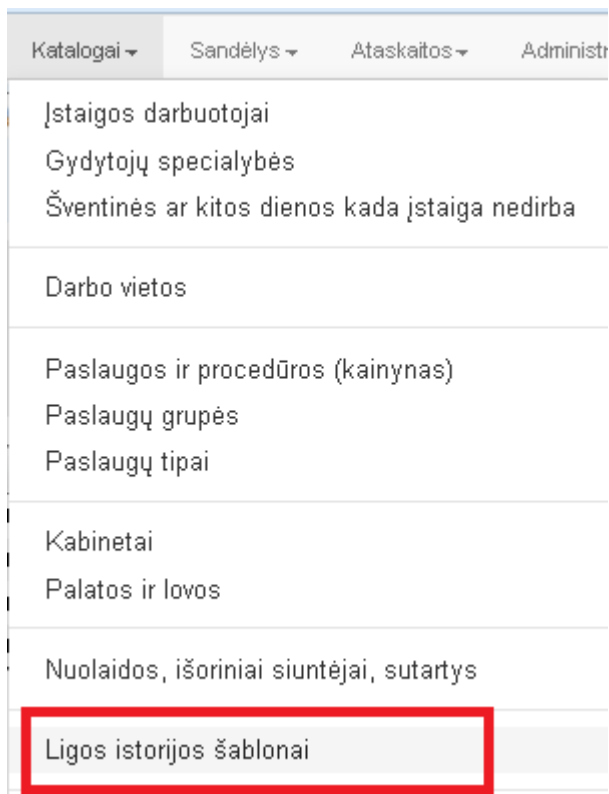 Katalogai Sandėlys Ataskaitos
Įstaigos darbuotojai
Gydytojų specialybės
Šventinės ar kitos dienos kada įstaiga nedirba
Darbo vietos
Paslaugos ir procedūros (kainynas)
Paslaugų grupės
Paslaugų tipai
Kabinetai
Palatos ir lovos
Nuolaidos, išoriniai siuntėjai, sutartys
Ligos istorijos šablonai